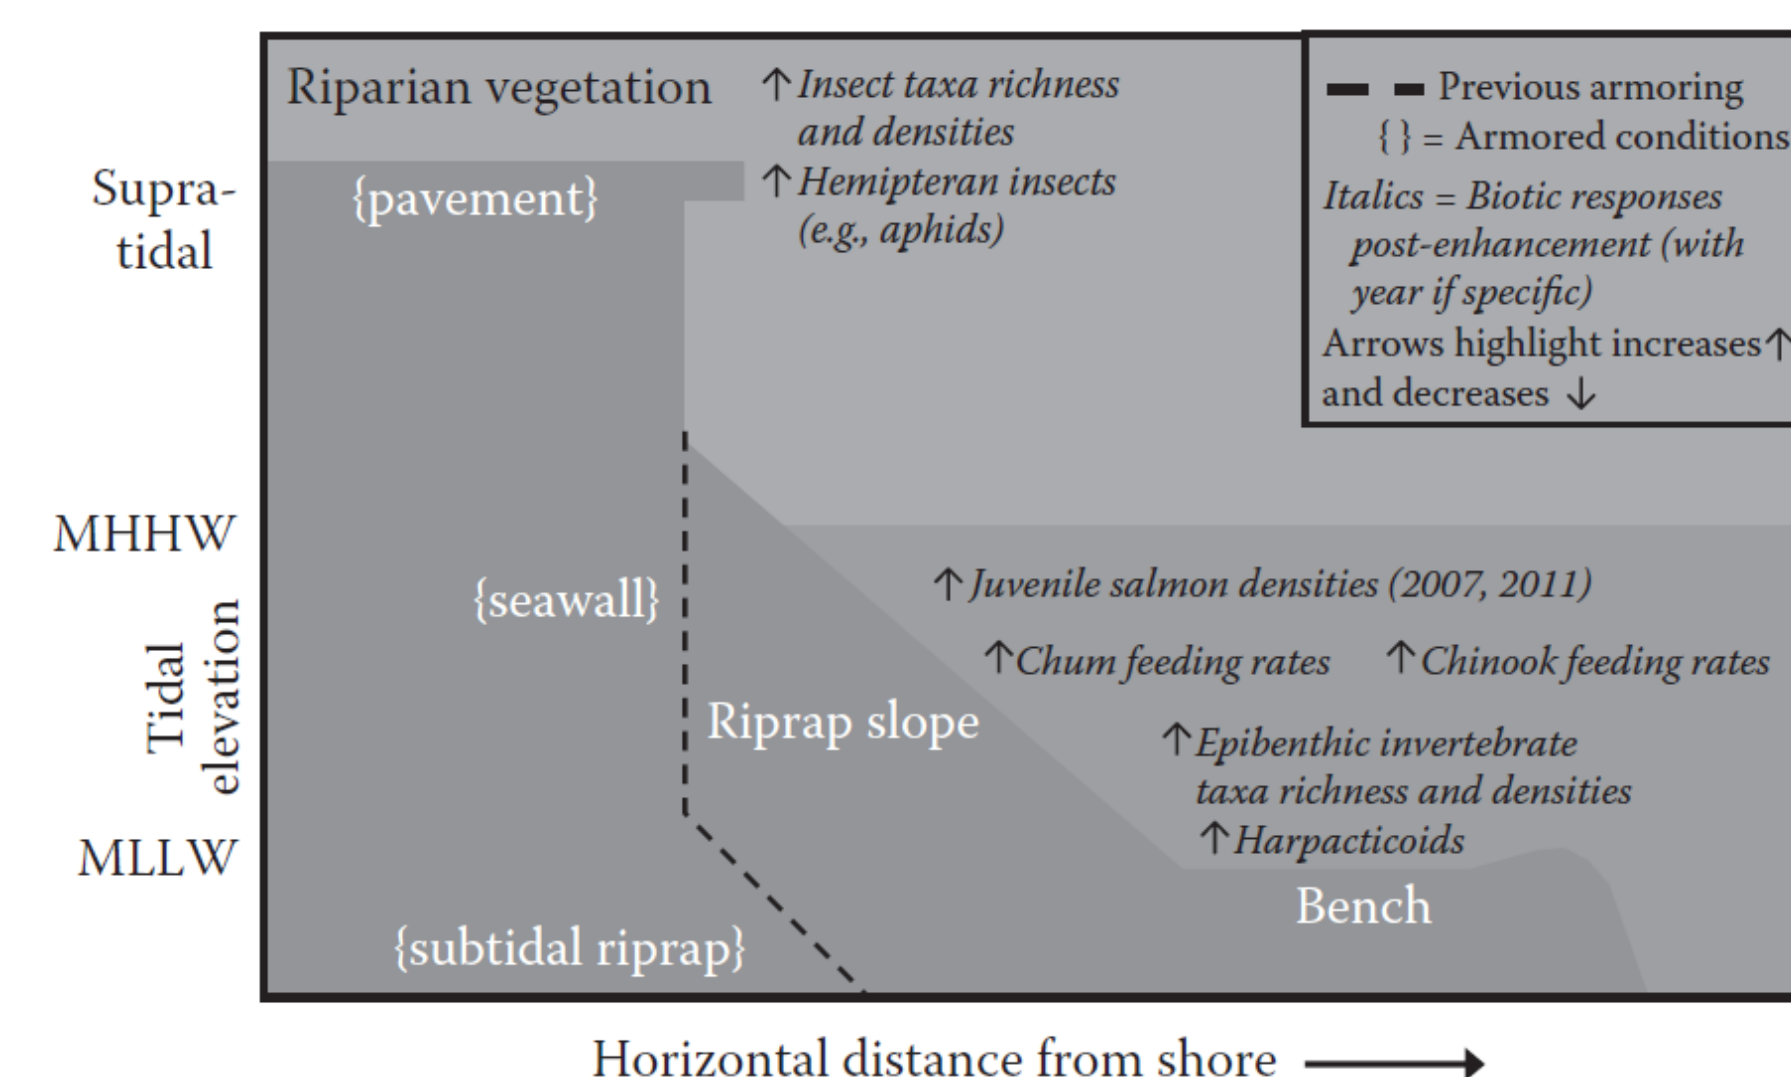 Riparian vegetation
↑ Insect taxa richness
and densities
↑ Hemipteran insects
(e.g., aphids)
Previous armoring
{ } = Armored conditions
Italics = Biotic responses
post-enhancement (with
year if specific)
Arrows highlight increases ↑
and decreases ↓
Supra-
tidal
{pavement}
MHHW
{seawall}
Tidal
elevation
MLLW
{subtidal riprap}
Riprap slope
↑ Juvenile salmon densities (2007, 2011)
↑ Chum feeding rates
↑ Chinook feeding rates
↑ Epibenthic invertebrate
taxa richness and densities
↑ Harpacticoids
Bench
Horizontal distance from shore